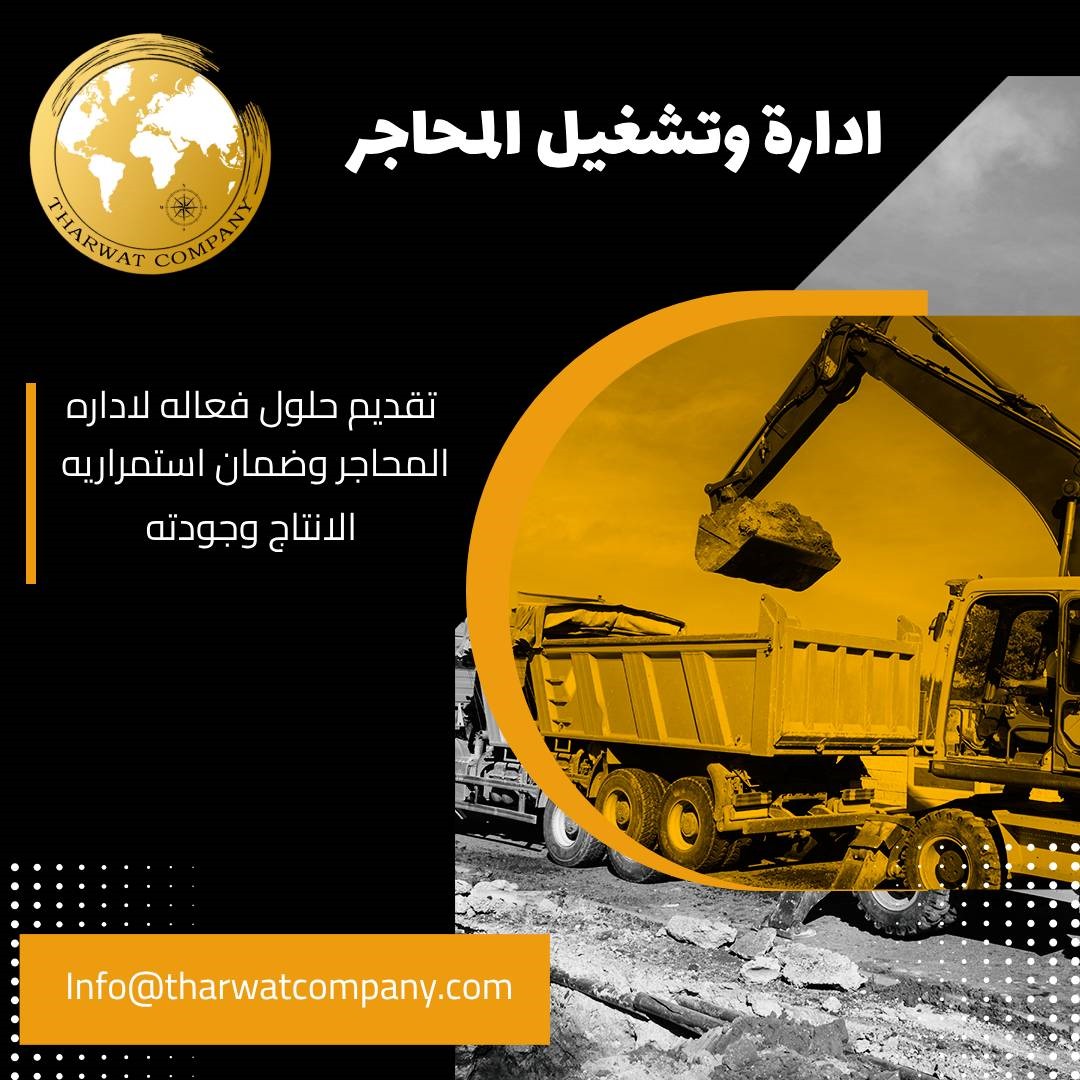 THARWAT COMPANY
ادارة وتشغيل المحاجر
تقديم حلول فعاله لاداره
المحاجر وضمان استمراريه
الانتاج وجودته
Info@tharwatcompany.com